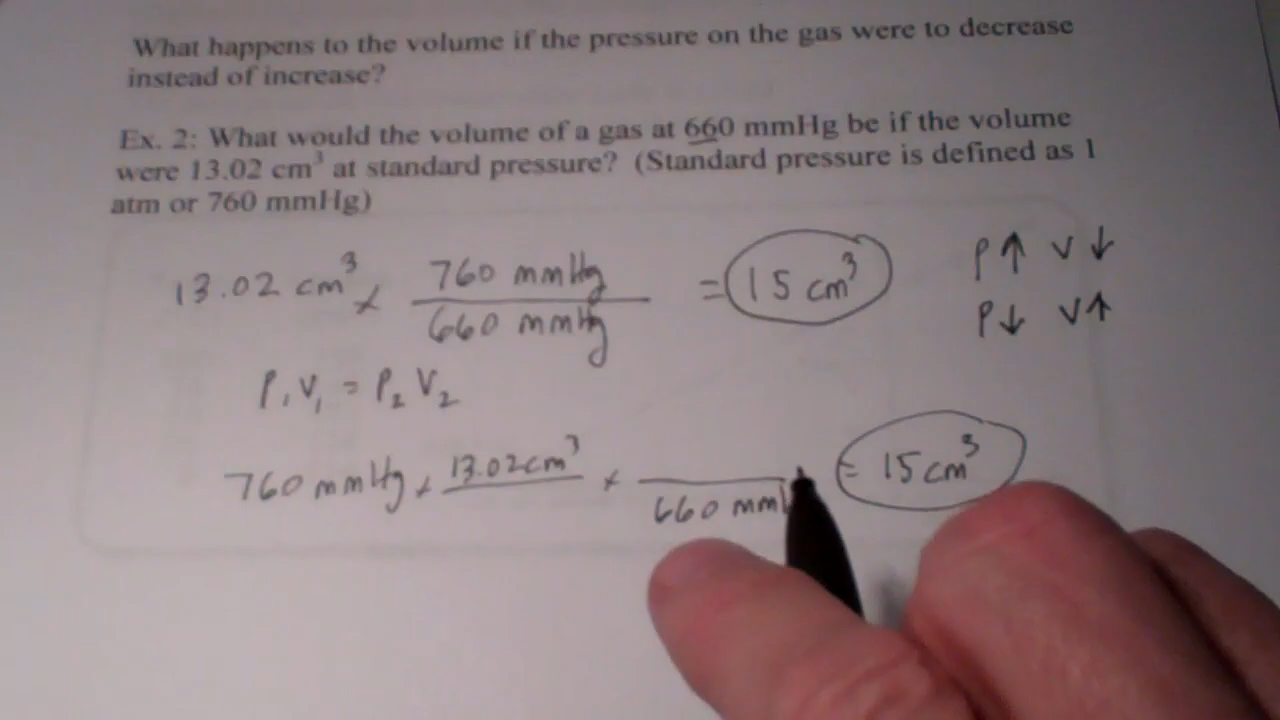 What happens to the volume if the pressure on the gas were to decrease
instead of increase?
Ex. 2: What would the volume of a gas at 660 mmHg be if the volume
were 13.02 cm³ at standard pressure? (Standard pressure is defined as 1
atm or 760 mmHg)
13.02 cm³ x 760 mmHg / 660 mmHg = 15 cm³
P↑ V↓
P↓ V↑
P₁V₁ = P₂V₂
760 mmHg x 13.02cm³ x / 660 mm = 15cm³